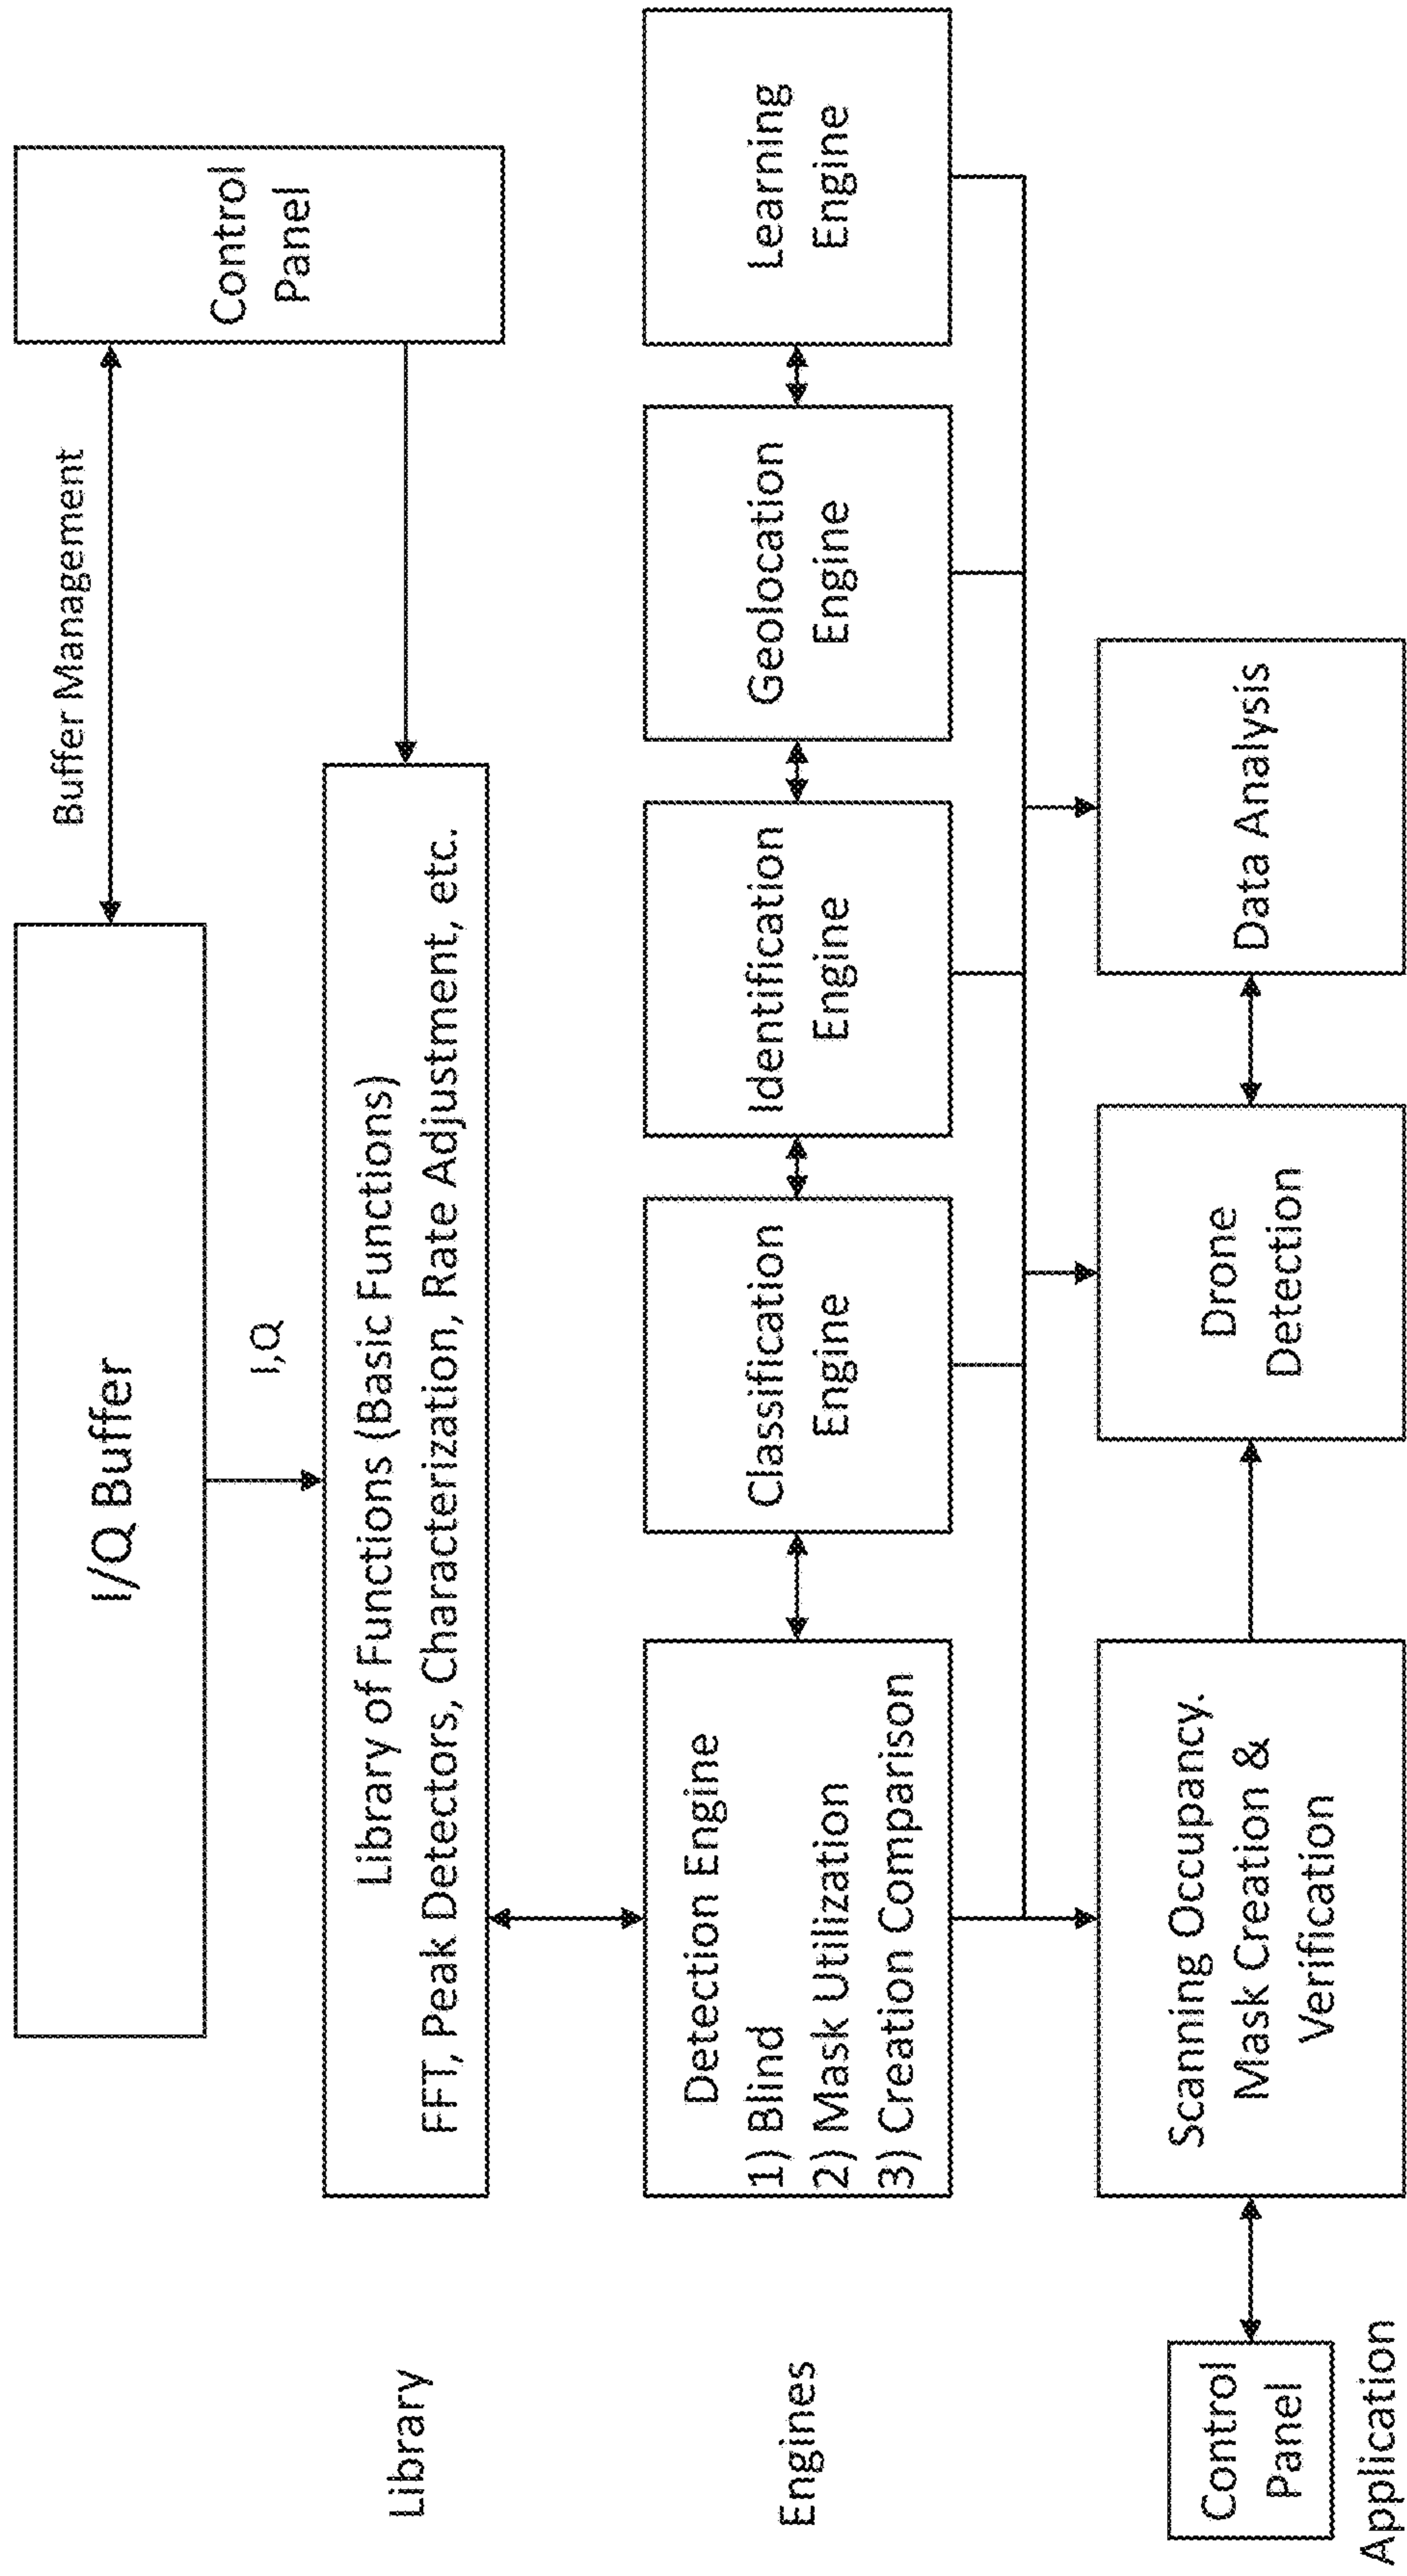 I/Q Buffer
Buffer Management
Control
Panel
I,Q
Library
Library of Functions (Basic Functions)
FFT, Peak Detectors, Characterization, Rate Adjustment, etc.
Engines
Detection Engine
1) Blind
2) Mask Utilization
3) Creation Comparison
Classification
Engine
Identification
Engine
Geolocation
Engine
Learning
Engine
Control
Panel
Application
Scanning Occupancy.
Mask Creation &
Verification
Drone
Detection
Data Analysis